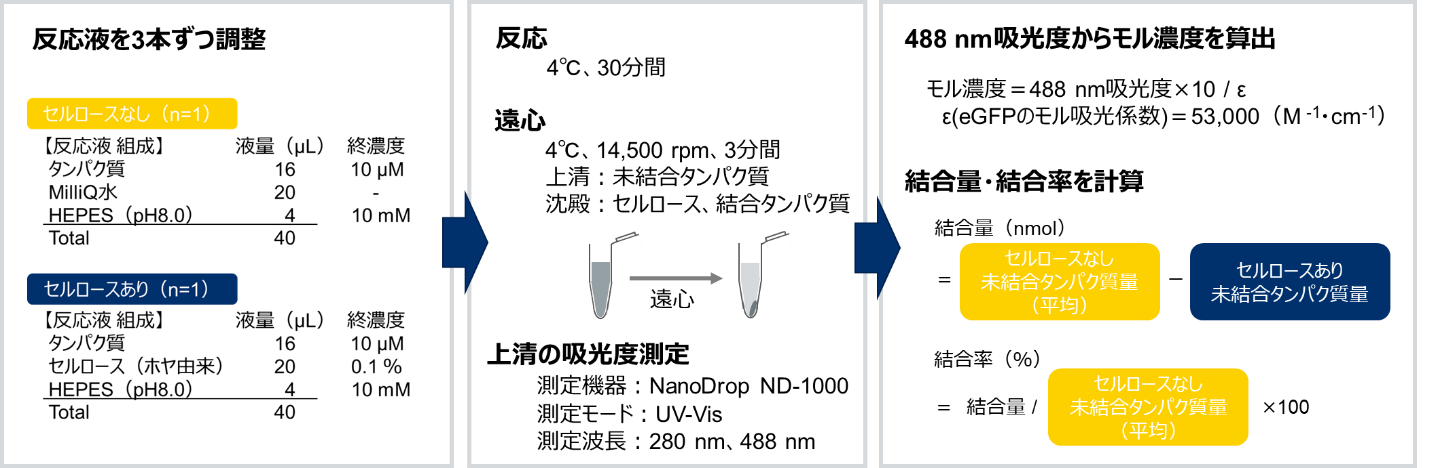 反応液を3本ずつ調整
セルロースなし（n=1）
【反応液 組成】 液量（μL） 終濃度
タンパク質 16 10 μM
MilliQ水 20 -
HEPES（pH8.0） 4 10 mM
Total 40
セルロースあり（n=1）
【反応液 組成】 液量（μL） 終濃度
タンパク質 16 10 μM
セルロース（ホヤ由来） 20 0.1 %
HEPES（pH8.0） 4 10 mM
Total 40
反応
4℃、30分間
遠心
4℃、14,500 rpm、3分間
上清：未結合タンパク質
沈殿：セルロース、結合タンパク質
遠心
上清の吸光度測定
測定機器：NanoDrop ND-1000
測定モード：UV-Vis
測定波長：280 nm、488 nm
488 nm吸光度からモル濃度を算出
モル濃度＝488 nm吸光度×10 / ε
ε(eGFPのモル吸光係数)＝53,000（M⁻¹・cm⁻¹）
結合量・結合率を計算
結合量（nmol）
＝ セルロースなし
未結合タンパク質量
（平均）
－ セルロースあり
未結合タンパク質量
結合率（%）
＝ 結合量 / セルロースなし
未結合タンパク質量
（平均）
×100